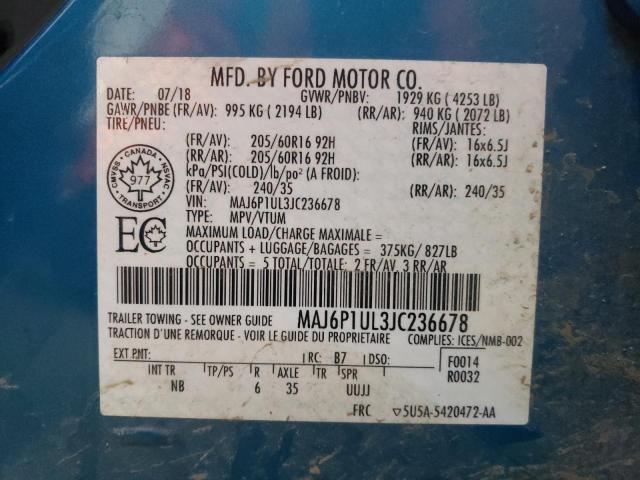 MFD. BY FORD MOTOR CO.
DATE: 07/18 GVWR/PNBV: 1929 KG ( 4253 LB)
GAWR/PNBE (FR/AV): 995 KG ( 2194 LB) (RR/AR): 940 KG ( 2072 LB)
TIRE/PNEU: RIMS/JANTES:
(FR/AV) 205/60R16 92H (FR/AV): 16x6.5J
(RR/AR) 205/60R16 92H (RR/AR): 16x6.5J
kPa/PSI(COLD)/lb/po² (A FROID):
(FR/AV) 240/35 (RR/AR): 240/35
VIN: MAJ6P1UL3JC236678
TYPE: MPV/VTUM
CMVSS - CANADA - NSVAC
977
TRANSPORT
EC
MAXIMUM LOAD/CHARGE MAXIMALE =
OCCUPANTS + LUGGAGE/BAGAGES = 375KG/ 827LB
OCCUPANTS = 5 TOTAL/TOTALE: 2 FR/AV, 3 RR/AR
TRAILER TOWING - SEE OWNER GUIDE MAJ6P1UL3JC236678
TRACTION D'UNE REMORQUE - VOIR LE GUIDE DU PROPRIETAIRE COMPLIES: ICES/NMB-002
EXT PNT: RC: B7 DSO: F0014
INT TR TP/PS R AXLE TR SPR R0032
NB 6 35 UUJJ
FRC ▽5U5A-5420472-AA